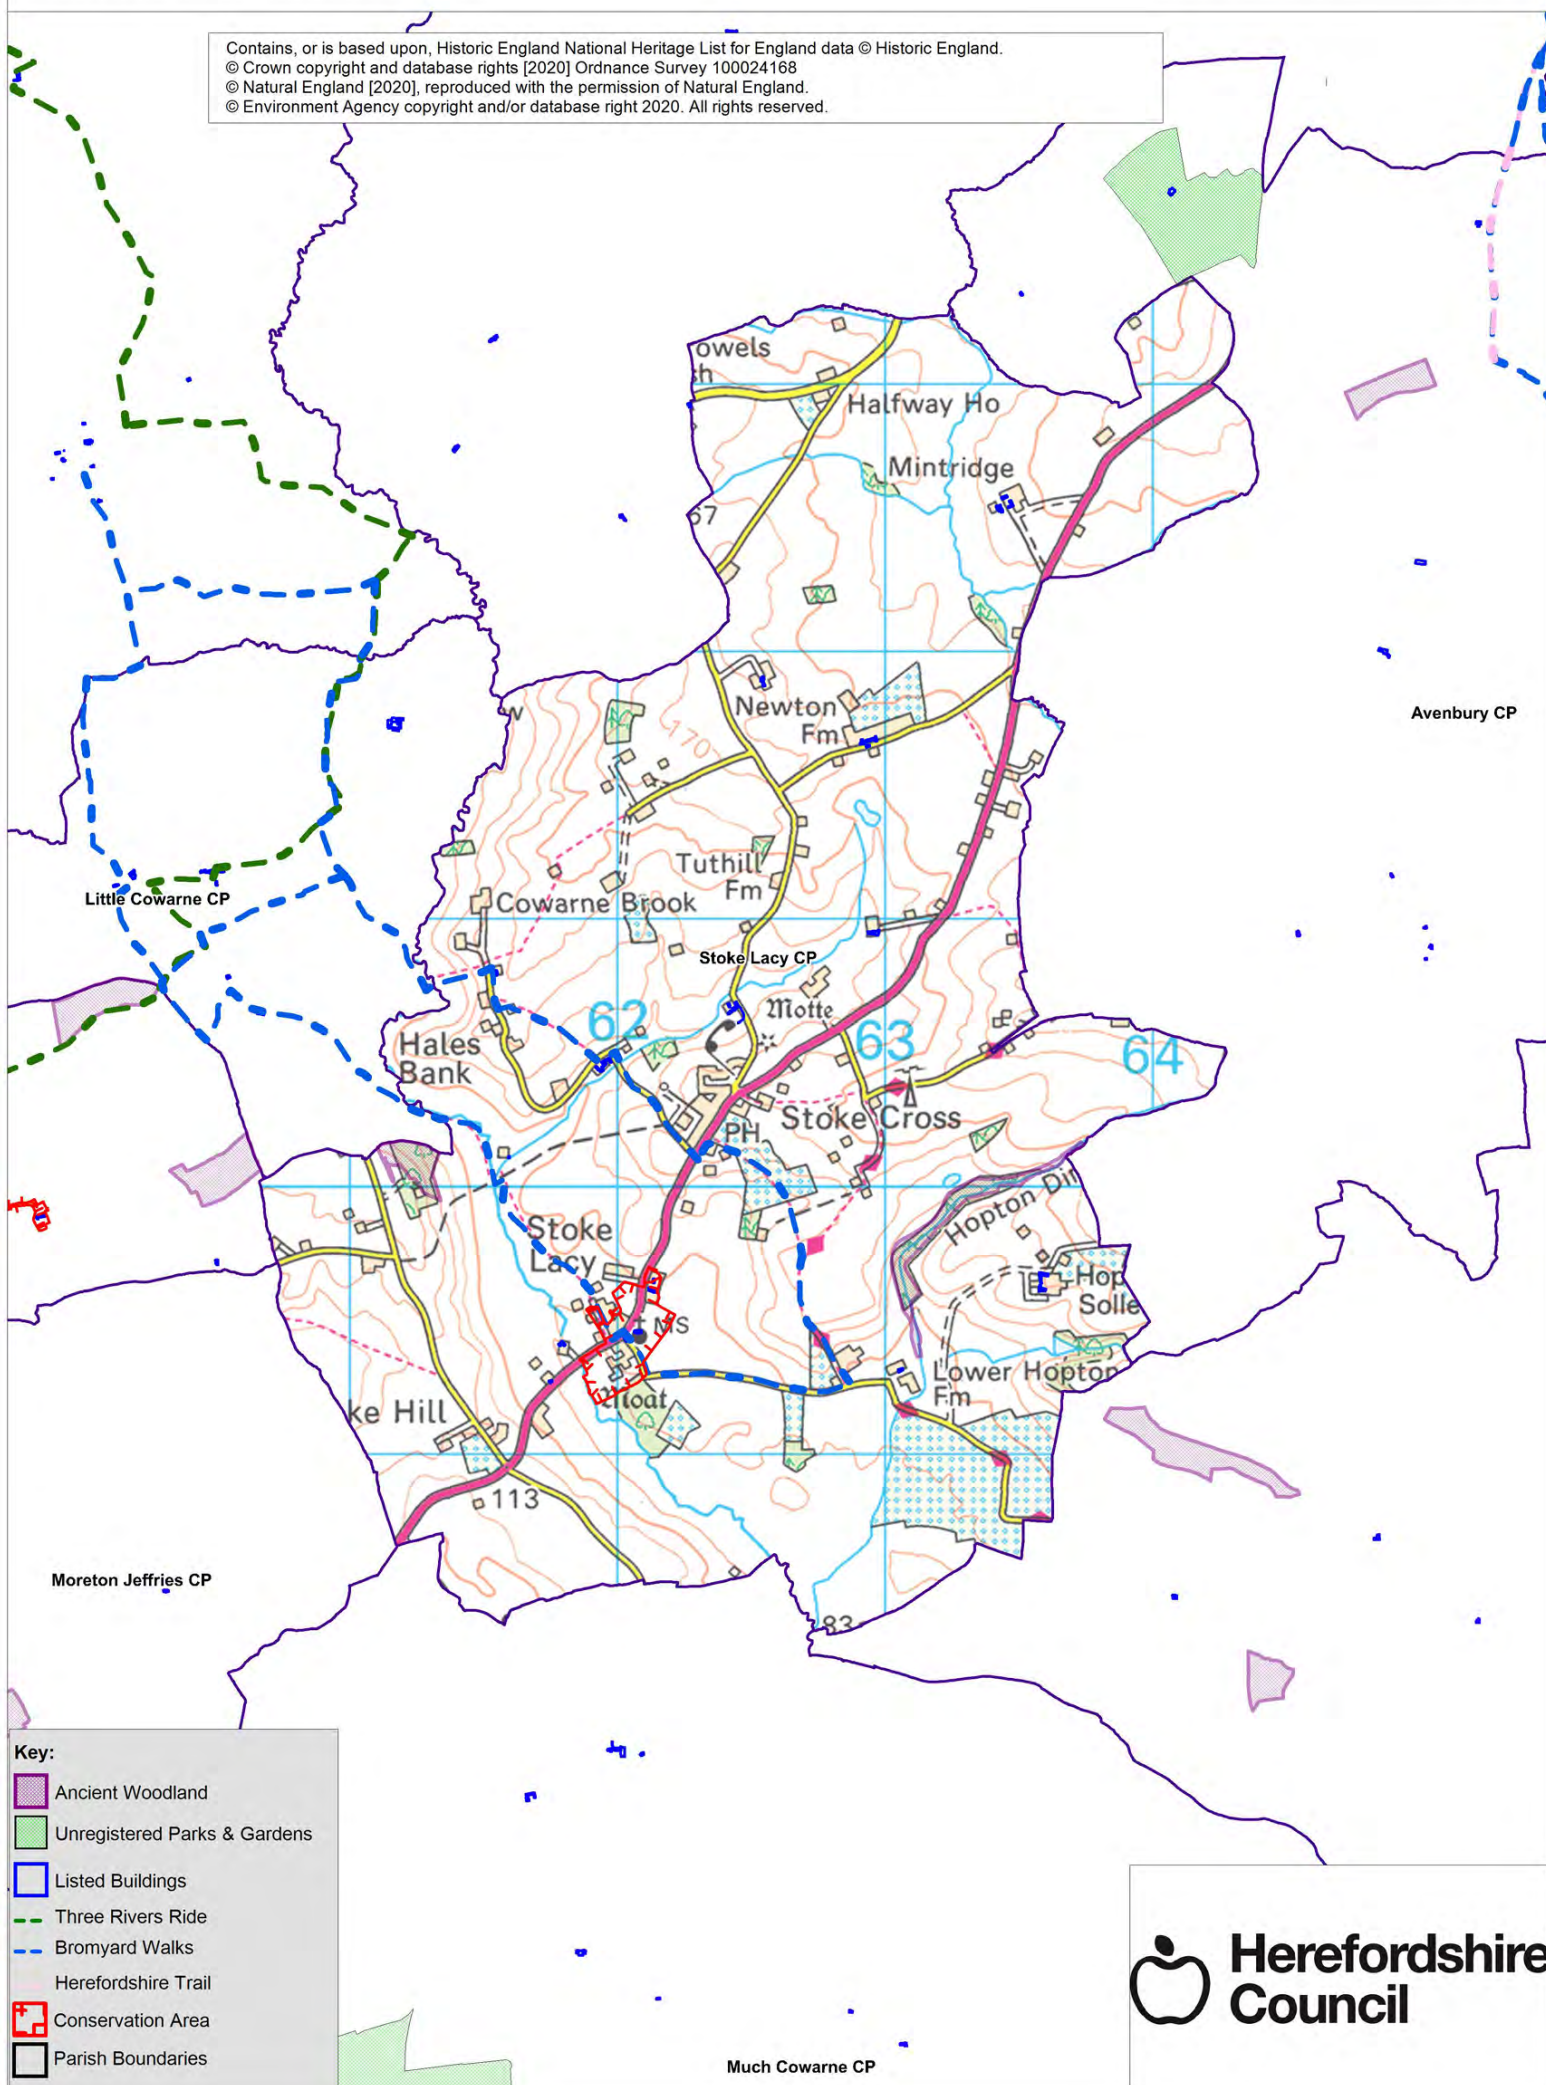 Contains, or is based upon, Historic England National Heritage List for England data © Historic England.
© Crown copyright and database rights [2020] Ordnance Survey 100024168
© Natural England [2020], reproduced with the permission of Natural England.
© Environment Agency copyright and/or database right 2020. All rights reserved.
owels
h
Halfway Ho
Mintridge
67
Newton
Fm
170
w
Avenbury CP
Tuthill
Fm
Little Cowarne CP
Cowarne Brook
Stoke Lacy CP
Motte
62
63
64
Hales
Bank
Stoke Cross
PH
Hopton Din
Stoke
Lacy
Hop
Solle
MS
Lower Hopton
Fm
Moat
ke Hill
113
Moreton Jeffries CP
83
Key:
Ancient Woodland
Unregistered Parks & Gardens
Listed Buildings
Three Rivers Ride
Bromyard Walks
Herefordshire Trail
Conservation Area
Parish Boundaries
Herefordshire
Council
Much Cowarne CP